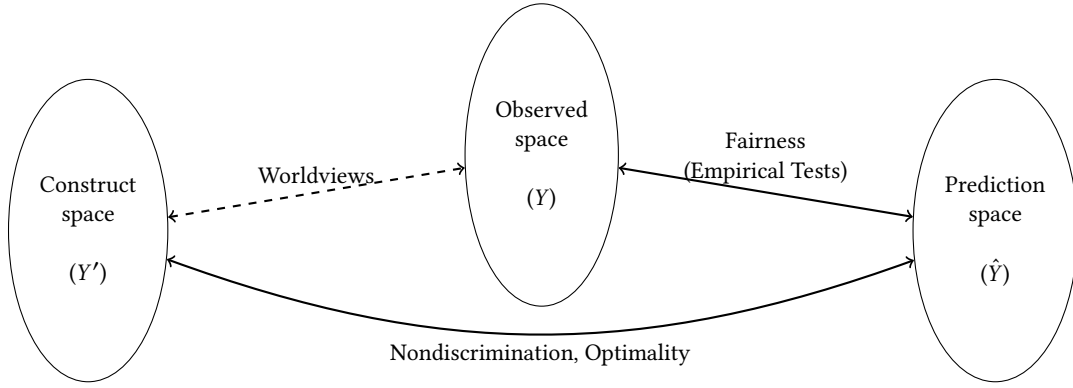 Construct
space
(Y′)
Worldviews
Observed
space
(Y)
Fairness
(Empirical Tests)
Prediction
space
(Ŷ)
Nondiscrimination, Optimality